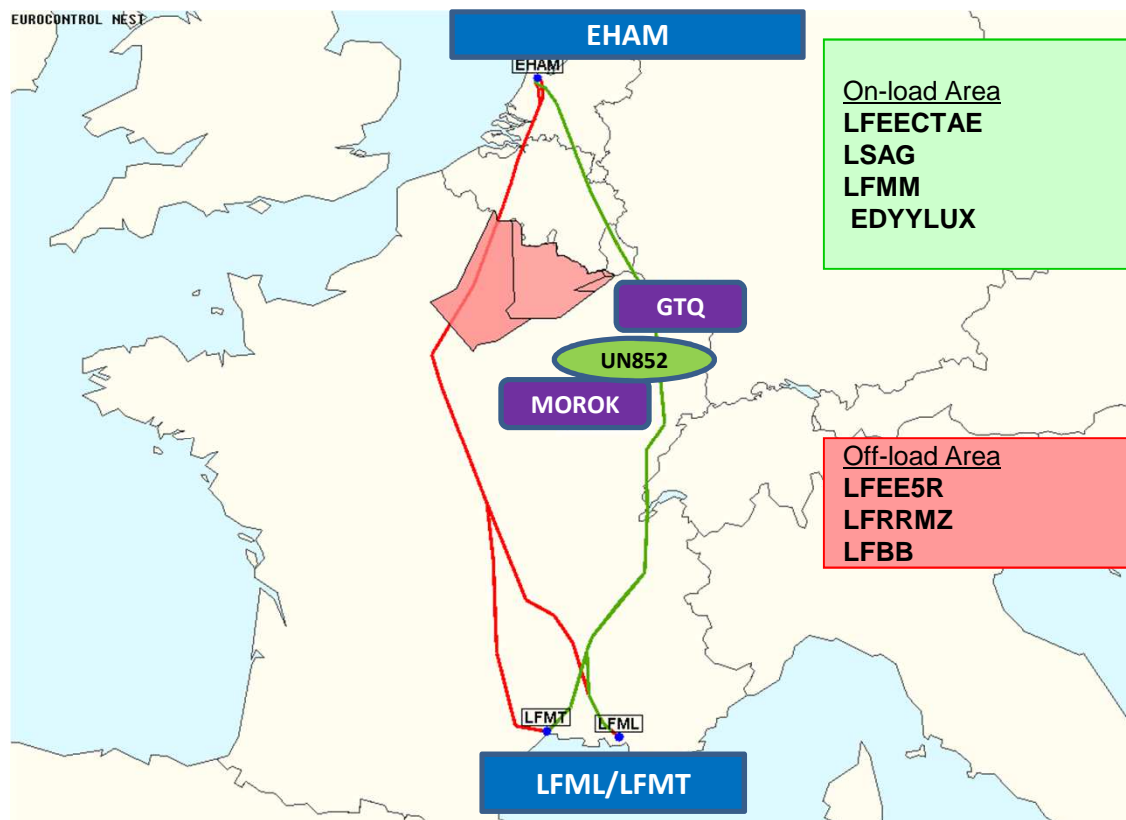 EUROCONTROL NEST
EHAM
EHAM
On-load Area
LFEECTAE
LSAG
LFMM
EDYYLUX
GTQ
UN852
MOROK
Off-load Area
LFEE5R
LFRRMZ
LFBB
LFMT
LFML
LFML/LFMT